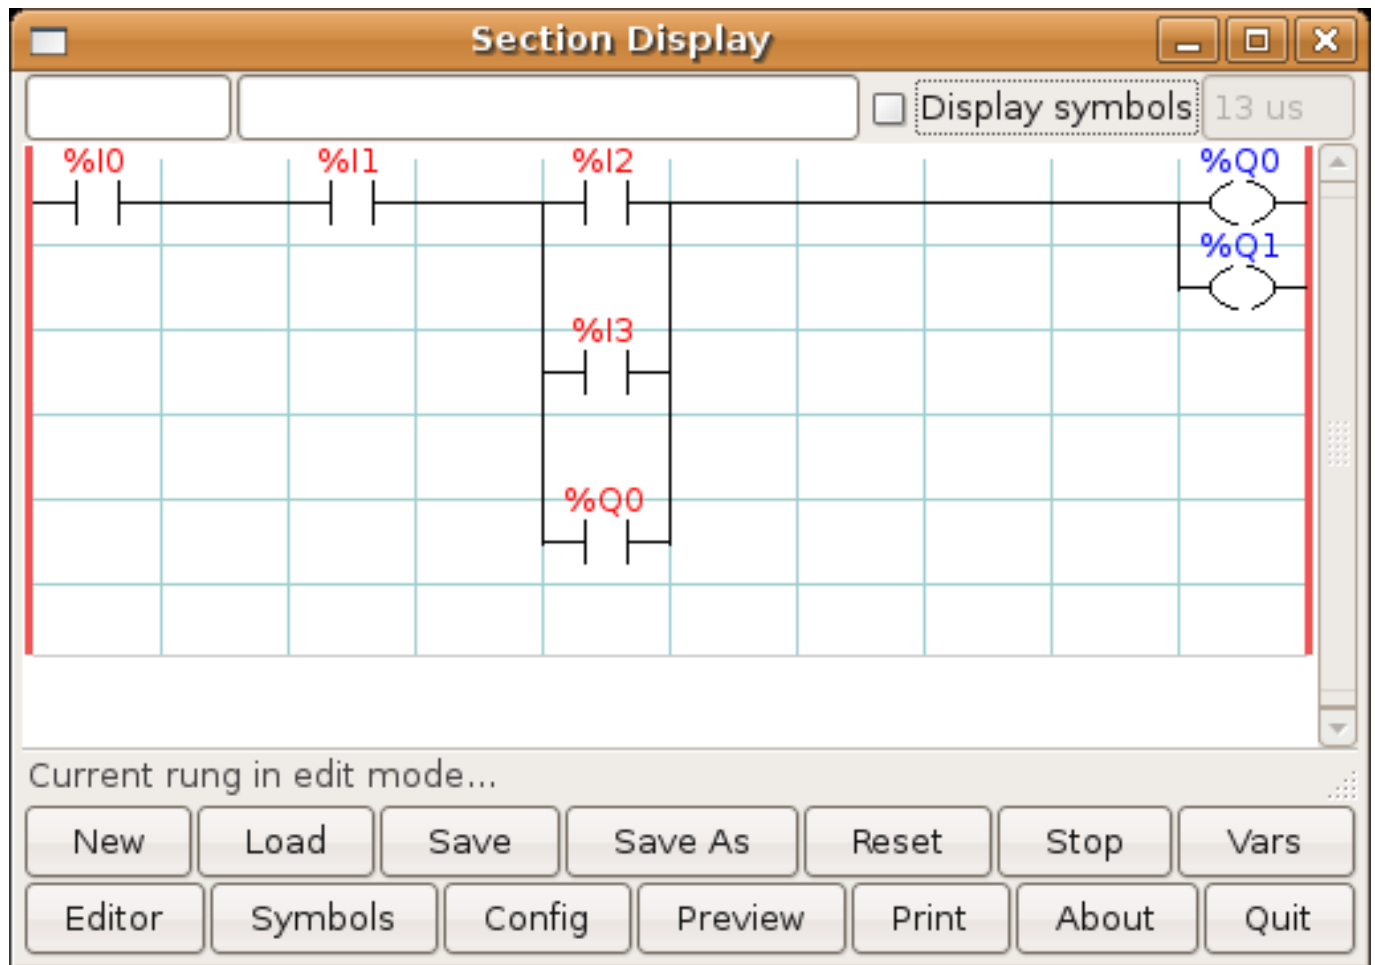 Section Display
Display symbols 13 us
%I0 %I1 %I2 %Q0
%Q1
%I3
%Q0
Current rung in edit mode...
New Load Save Save As Reset Stop Vars
Editor Symbols Config Preview Print About Quit